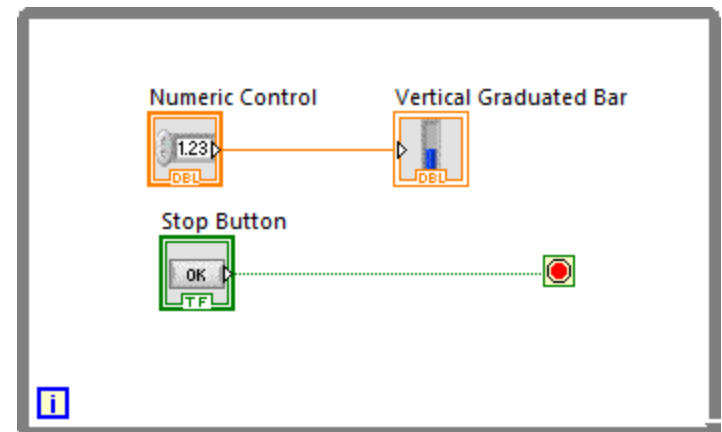 Numeric Control
Vertical Graduated Bar
1.23
DBL
DBL
Stop Button
OK
TF
i